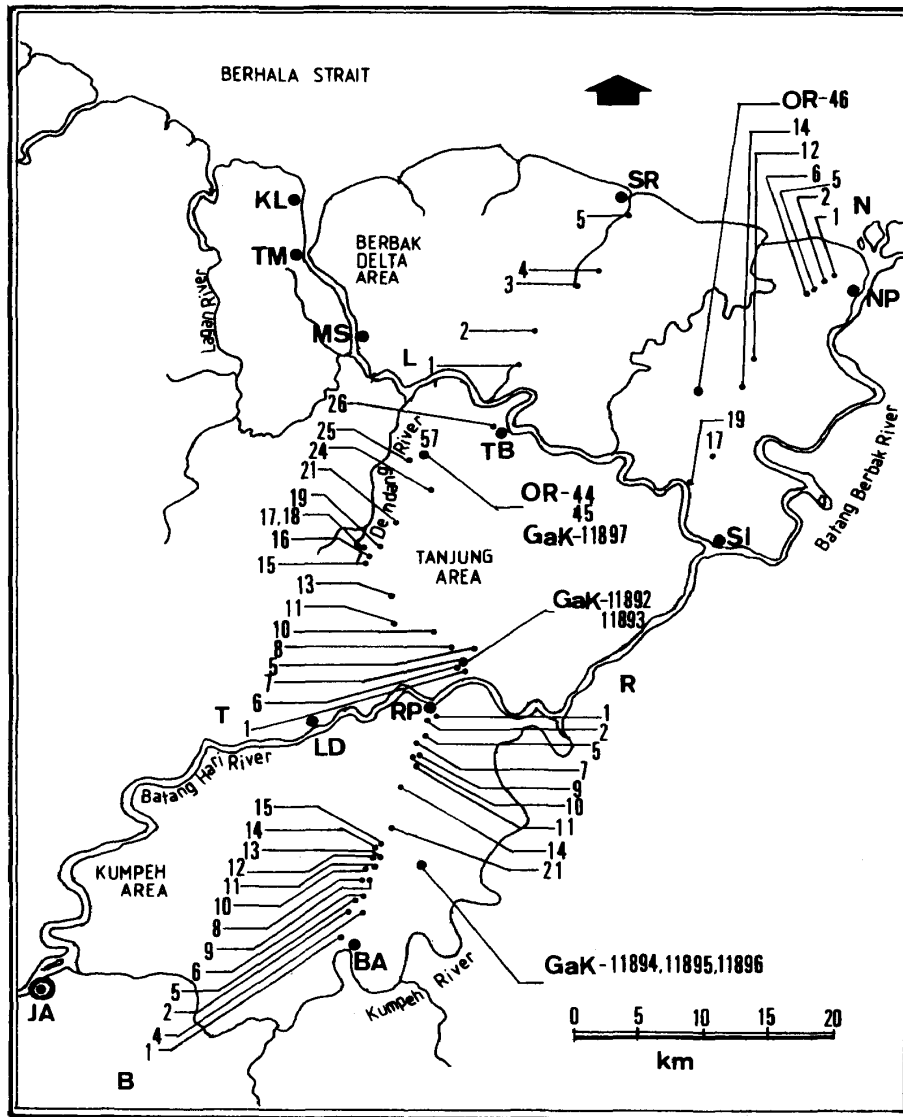 BERHALA STRAIT
OR-46
14
12
6
5
2
1
N
SR
KL
5
TM
BERBAK
DELTA
AREA
4
3
NP
Lagan River
MS
2
L
1
26
19
25
57
TB
17
24
21
Dendang River
OR-44
45
GaK-11897
Batang Berbak River
19
17,18
16
15
SI
TANJUNG
AREA
13
GaK-11892
11893
11
10
8
5
7
6
R
T
1
RP
1
LD
2
5
Batang Hari River
7
9
10
15
11
14
13
14
12
21
KUMPEH
AREA
11
10
8
9
BA
6
GaK-11894,11895,11896
Kumpeh River
5
2
JA
4
1
0 5 10 15 20
km
B